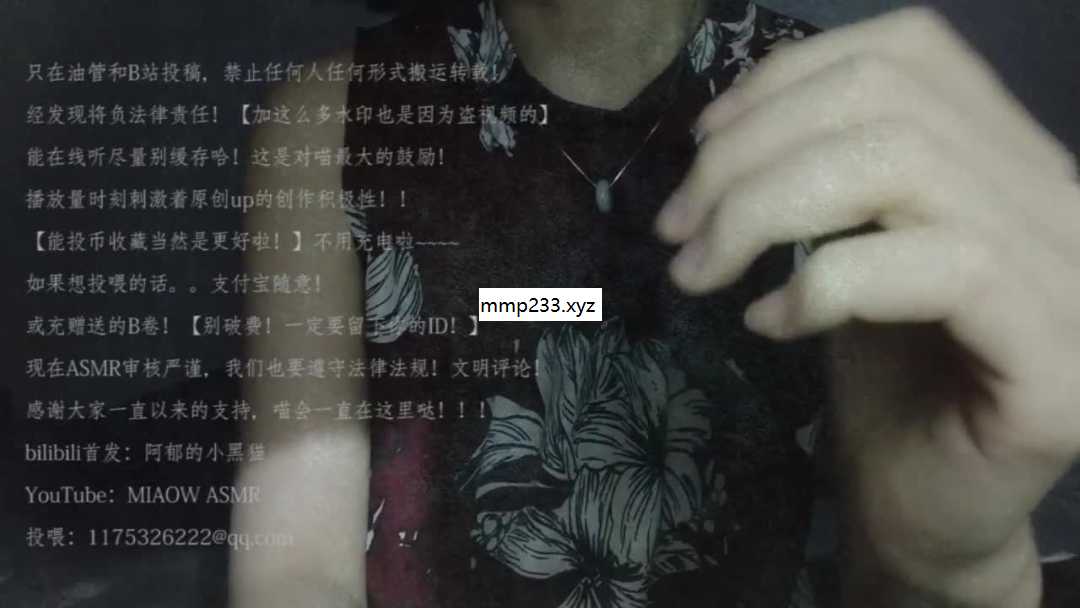 只在油管和B站投稿，禁止任何人任何形式搬运转载！
经发现将负法律责任！【加这么多水印也是因为盗视频的】
能在线听尽量别缓存哈！这是对喵最大的鼓励！
播放量时刻刺激着原创up的创作积极性！！
【能投币收藏当然是更好啦！】不用充电啦~~~~
如果想投喂的话。。支付宝随意！
mmp233.xyz
或充赠送的B卷！【别破费！一定要留下你的ID！】
现在ASMR审核严谨，我们也要遵守法律法规！文明评论！
感谢大家一直以来的支持，喵会一直在这里哒！！！
bilibili首发：阿郁的小黑猫
YouTube：MIAOW ASMR
投喂：1175326222@qq.com